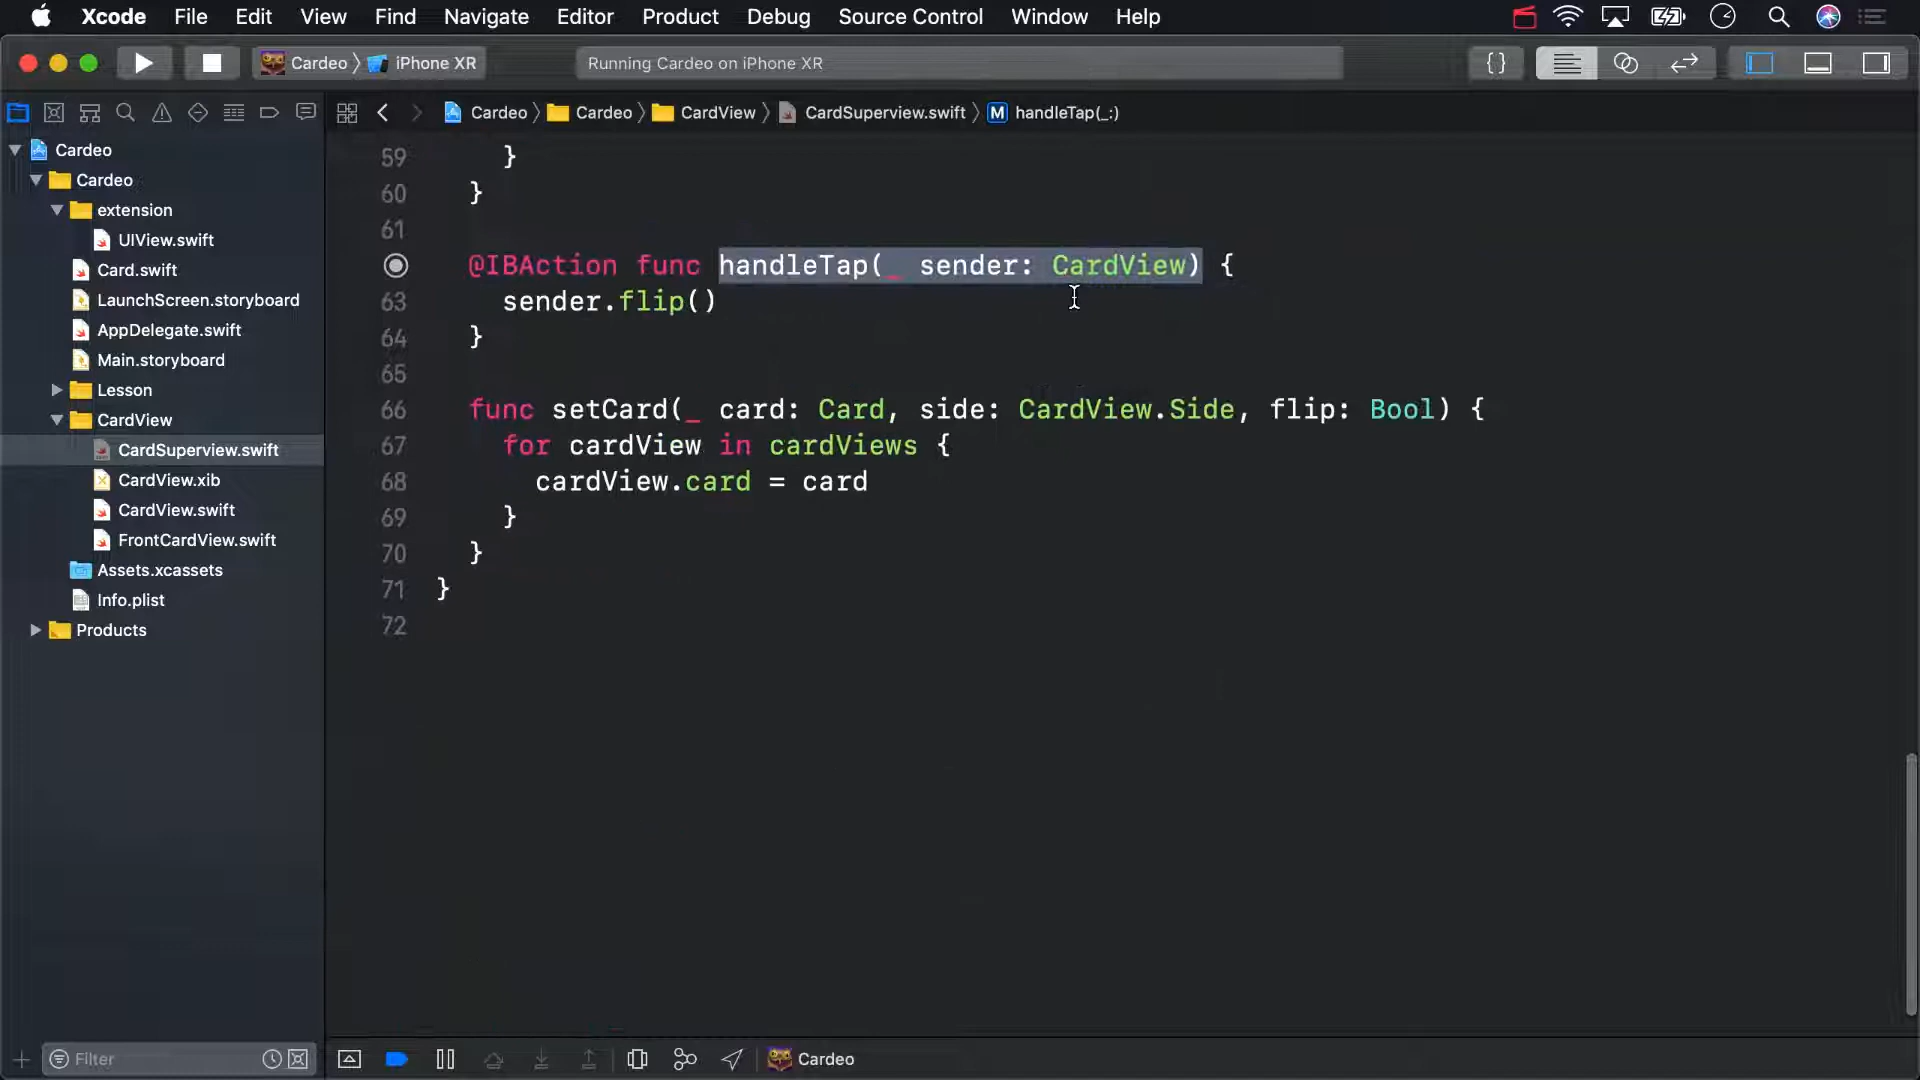 Xcode File Edit View Find Navigate Editor Product Debug Source Control Window Help
Cardeo iPhone XR
Running Cardeo on iPhone XR
{}
Cardeo Cardeo CardView CardSuperview.swift M handleTap(_:)
Cardeo
Cardeo
extension
UIView.swift
Card.swift
LaunchScreen.storyboard
AppDelegate.swift
Main.storyboard
Lesson
CardView
CardSuperview.swift
CardView.xib
CardView.swift
FrontCardView.swift
Assets.xcassets
Info.plist
Products
59 }
60 }
61
@IBAction func handleTap(_ sender: CardView) {
63 sender.flip()
64 }
65
66 func setCard(_ card: Card, side: CardView.Side, flip: Bool) {
67 for cardView in cardViews {
68 cardView.card = card
69 }
70 }
71 }
72
Filter
Cardeo